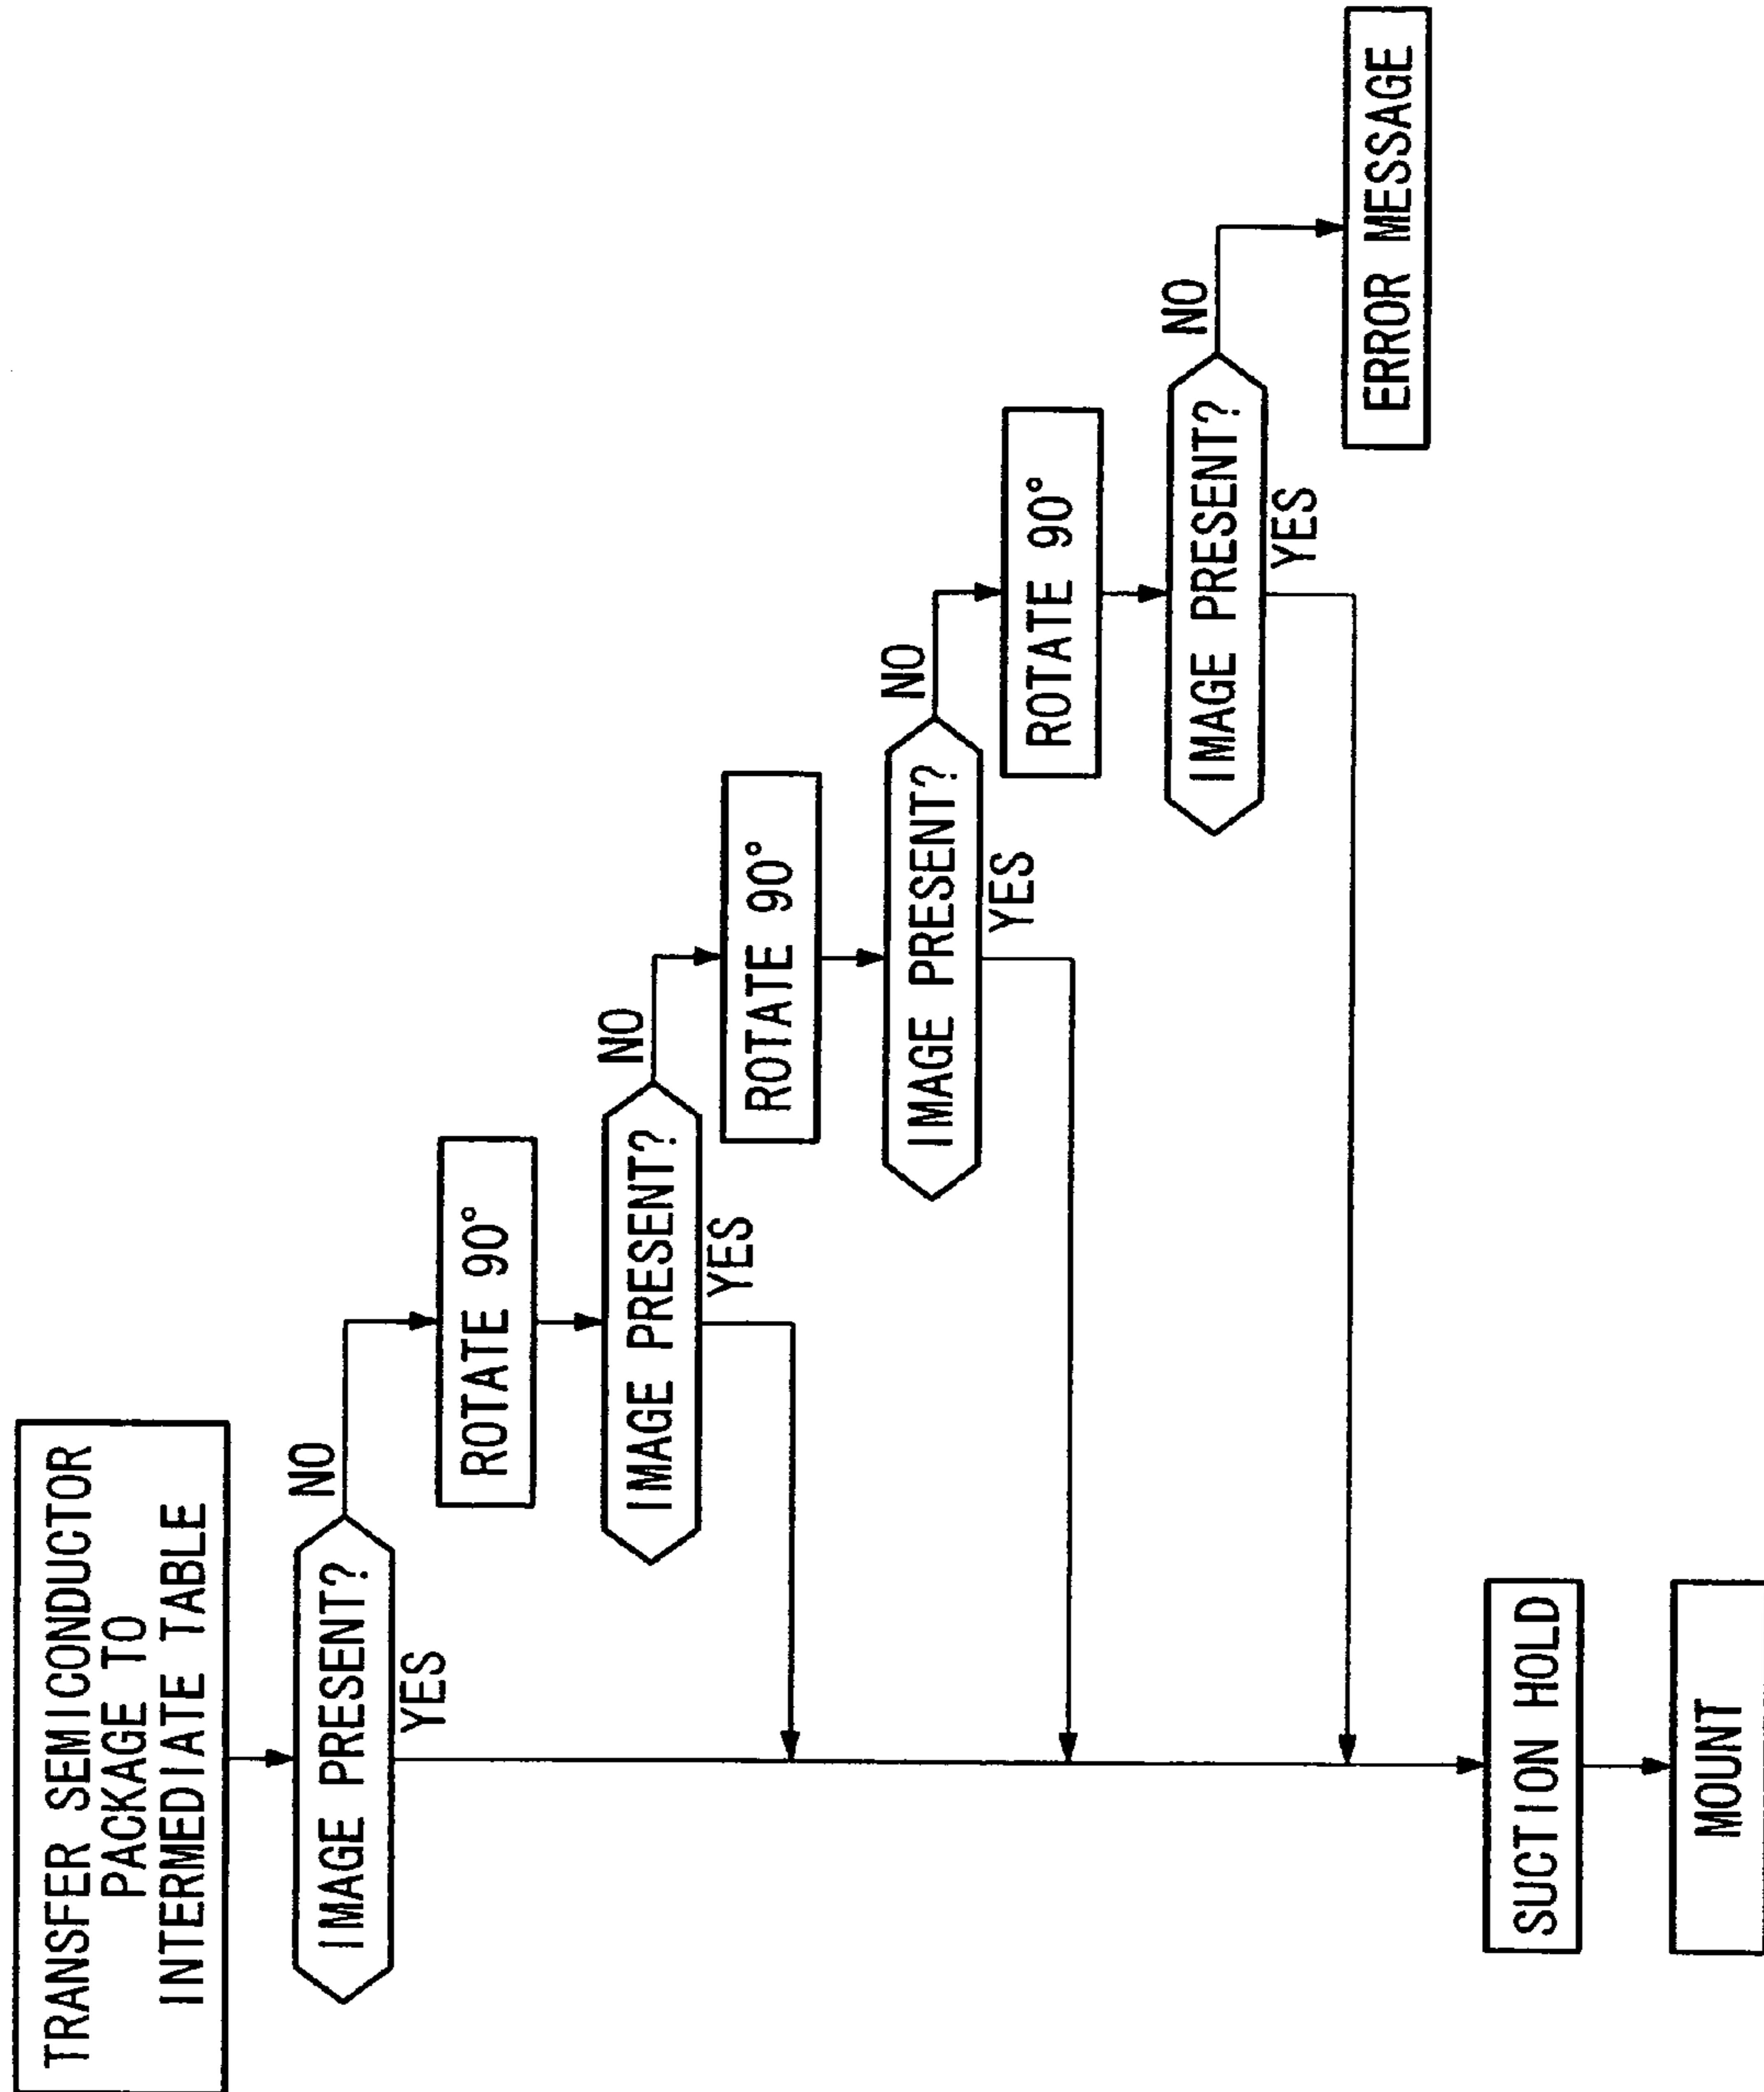 TRANSFER SEMICONDUCTOR
PACKAGE TO
INTERMEDIATE TABLE
IMAGE PRESENT?
NO
YES
ROTATE 90°
IMAGE PRESENT?
NO
YES
ROTATE 90°
IMAGE PRESENT?
NO
YES
ROTATE 90°
IMAGE PRESENT?
NO
YES
ERROR MESSAGE
SUCTION HOLD
MOUNT